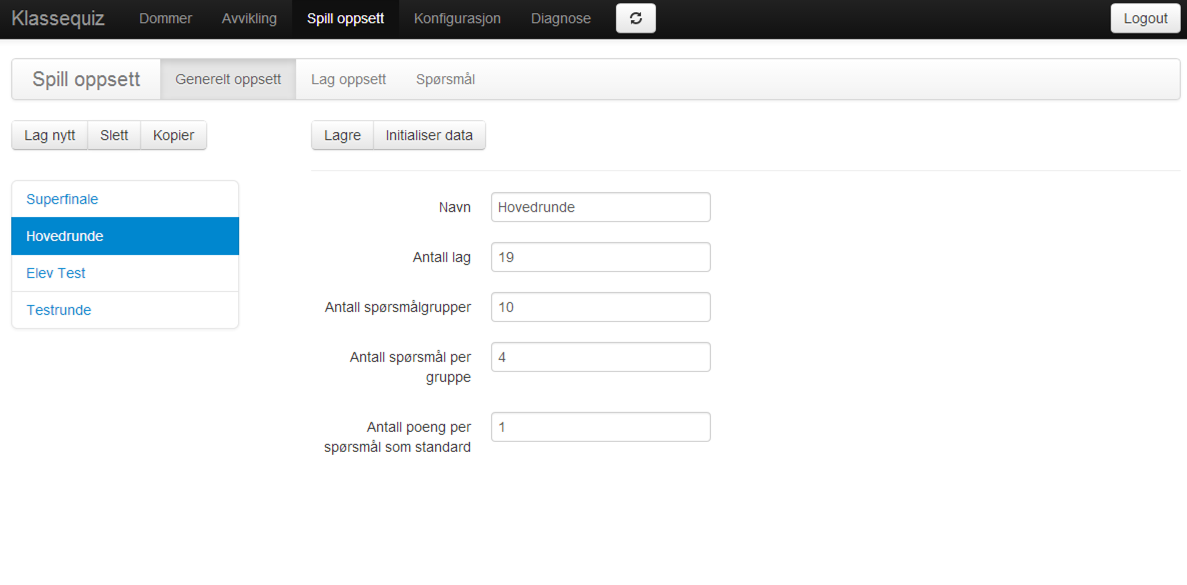 Klassequiz Dommer Avvikling Spill oppsett Konfigurasjon Diagnose Logout
Spill oppsett Generelt oppsett Lag oppsett Spørsmål
Lag nytt Slett Kopier
Lagre Initialiser data
Superfinale
Hovedrunde
Elev Test
Testrunde
Navn Hovedrunde
Antall lag 19
Antall spørsmålgrupper 10
Antall spørsmål per
gruppe
4
Antall poeng per
spørsmål som standard
1